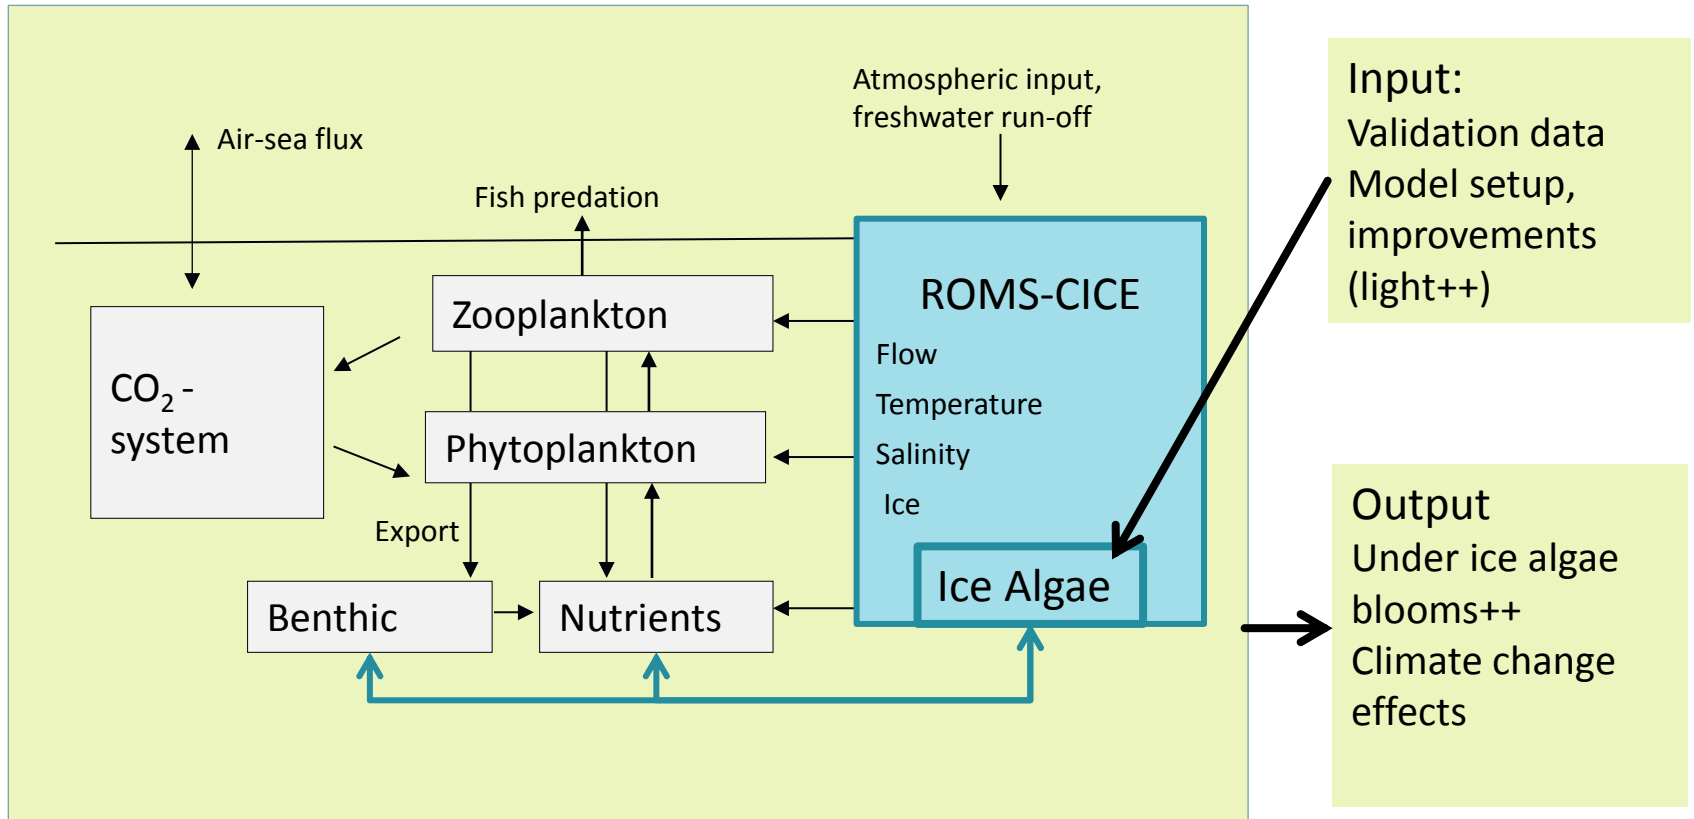 Atmospheric input,
freshwater run-off
Air-sea flux
Fish predation
Zooplankton
CO₂ -
system
Phytoplankton
Export
Benthic
Nutrients
ROMS-CICE
Flow
Temperature
Salinity
Ice
Ice Algae
Input:
Validation data
Model setup,
improvements
(light++)
Output
Under ice algae
blooms++
Climate change
effects